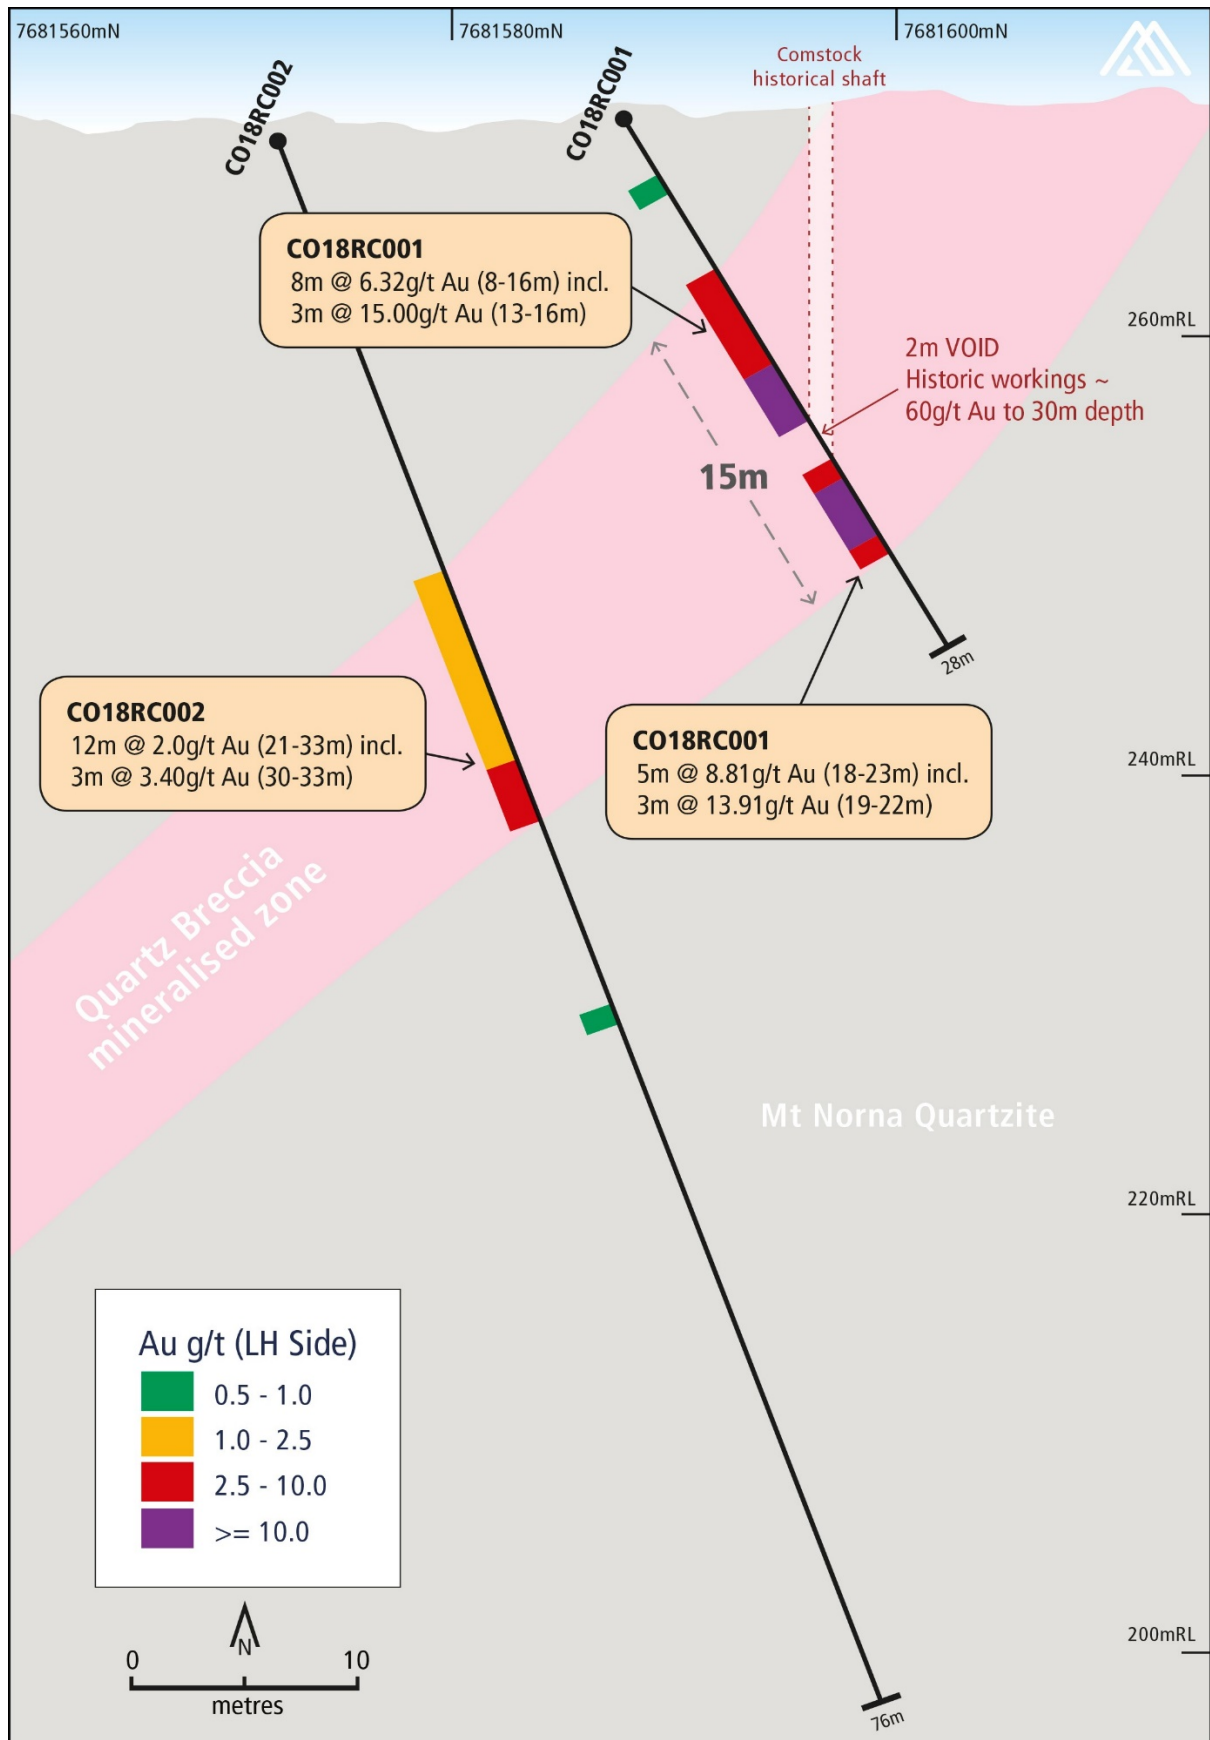 7681560mN
7681580mN
7681600mN
Comstock
historical shaft
CO18RC002
CO18RC001
CO18RC001
8m @ 6.32g/t Au (8-16m) incl.
3m @ 15.00g/t Au (13-16m)
260mRL
2m VOID
Historic workings ~
60g/t Au to 30m depth
15m
28m
CO18RC002
12m @ 2.0g/t Au (21-33m) incl.
3m @ 3.40g/t Au (30-33m)
CO18RC001
5m @ 8.81g/t Au (18-23m) incl.
3m @ 13.91g/t Au (19-22m)
240mRL
Quartz Breccia
mineralised zone
Mt Norna Quartzite
220mRL
Au g/t (LH Side)
0.5 - 1.0
1.0 - 2.5
2.5 - 10.0
>= 10.0
N
0 10
metres
200mRL
76m